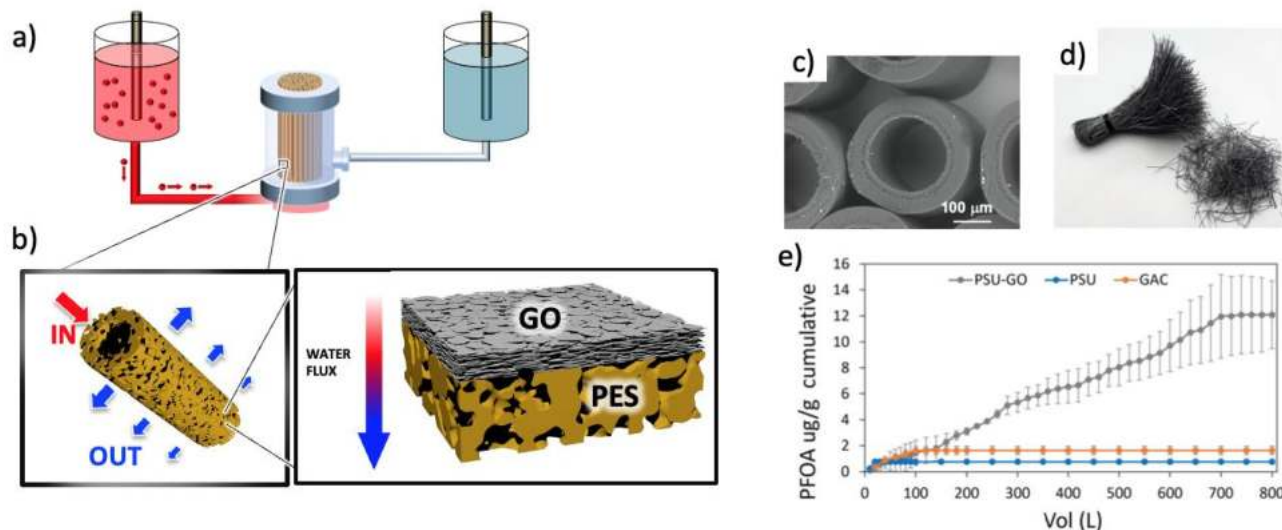 a)
b)
IN
OUT
WATER
FLUX
GO
PES
c)
100 μm
d)
e)
PSU-GO PSU GAC
PFOA ug/g cumulative
16
14
12
10
8
6
4
2
0
0 100 200 300 400 500 600 700 800
Vol (L)